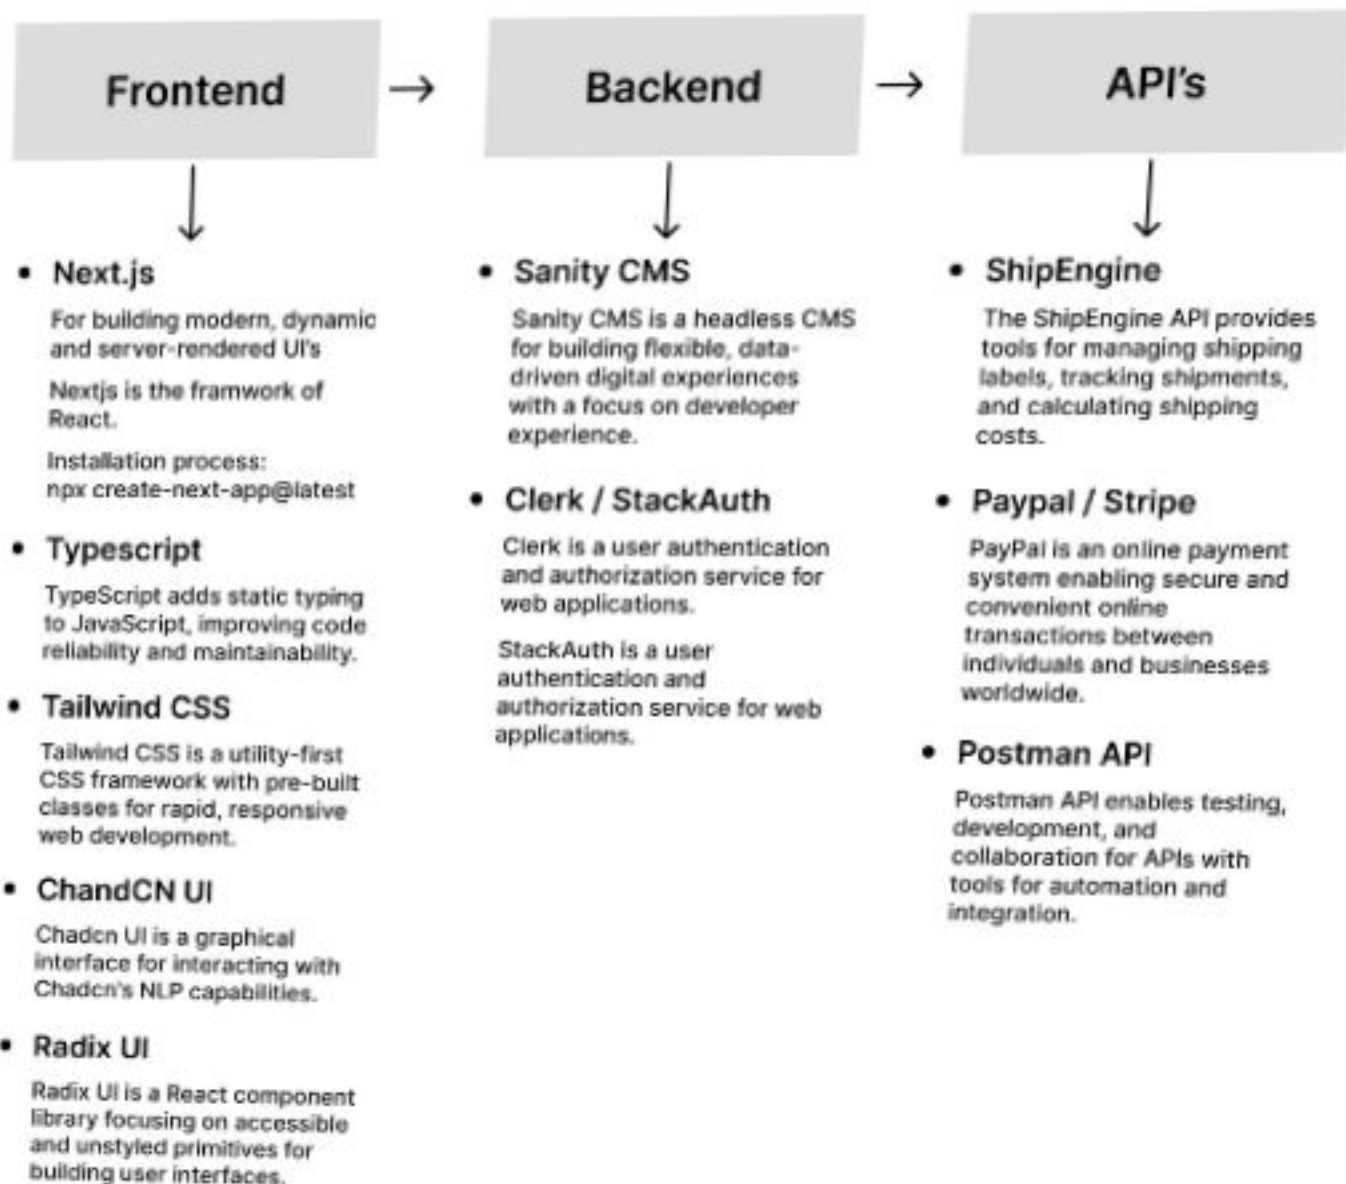 Frontend
→
Backend
→
API's
• Next.js
For building modern, dynamic
and server-rendered UI's
Nextjs is the framwork of
React.
Installation process:
npx create-next-app@latest
• Typescript
TypeScript adds static typing
to JavaScript, improving code
reliability and maintainability.
• Tailwind CSS
Tailwind CSS is a utility-first
CSS framework with pre-built
classes for rapid, responsive
web development.
• ChandCN UI
Chadcn UI is a graphical
interface for interacting with
Chadcn's NLP capabilities.
• Radix UI
Radix UI is a React component
library focusing on accessible
and unstyled primitives for
building user interfaces.
• Sanity CMS
Sanity CMS is a headless CMS
for building flexible, data-
driven digital experiences
with a focus on developer
experience.
• Clerk / StackAuth
Clerk is a user authentication
and authorization service for
web applications.
StackAuth is a user
authentication and
authorization service for web
applications.
• ShipEngine
The ShipEngine API provides
tools for managing shipping
labels, tracking shipments,
and calculating shipping
costs.
• Paypal / Stripe
PayPal is an online payment
system enabling secure and
convenient online
transactions between
individuals and businesses
worldwide.
• Postman API
Postman API enables testing,
development, and
collaboration for APIs with
tools for automation and
integration.